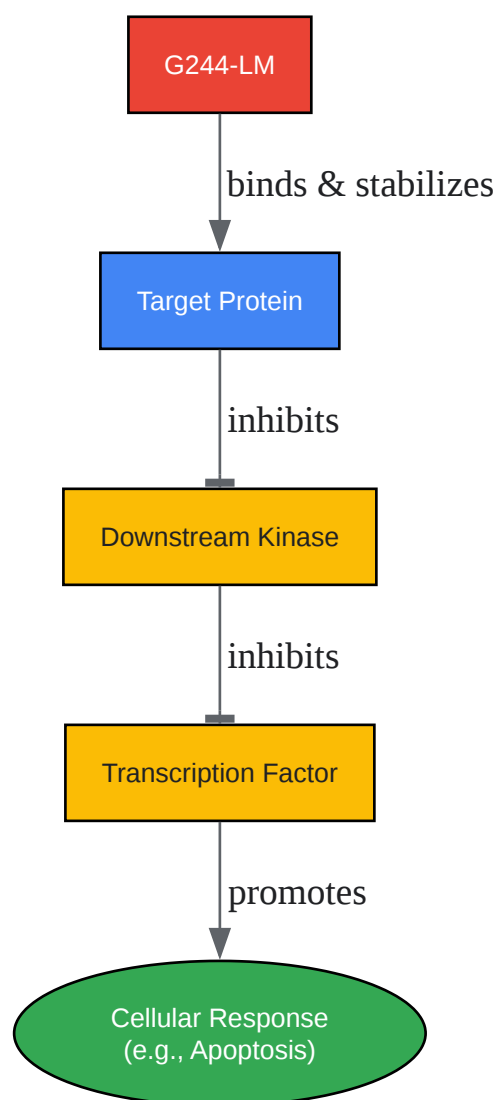 G244-LM
binds & stabilizes
Target Protein
inhibits
Downstream Kinase
inhibits
Transcription Factor
promotes
Cellular Response
(e.g., Apoptosis)